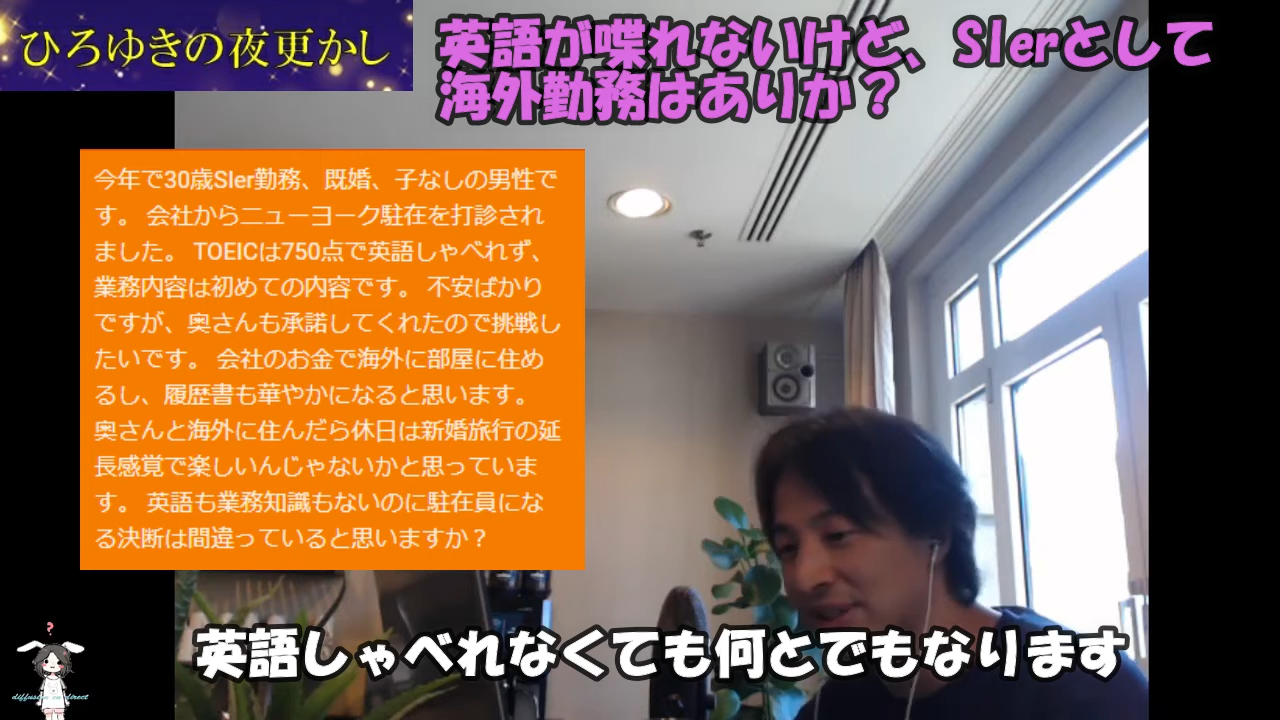 ひろゆきの夜更かし
英語が喋れないけど、SIerとして
海外勤務はありか？
今年で30歳SIer勤務、既婚、子なしの男性で
す。 会社からニューヨーク駐在を打診され
ました。 TOEICは750点で英語しゃべれず、
業務内容は初めての内容です。 不安ばかり
ですが、奥さんも承諾してくれたので挑戦し
たいです。 会社のお金で海外に部屋に住め
るし、履歴書も華やかになると思います。
奥さんと海外に住んだら休日は新婚旅行の延
長感覚で楽しいんじゃないかと思っていま
す。 英語も業務知識もないのに駐在員にな
る決断は間違っていると思いますか？
英語しゃべれなくても何とでもなります
?
diffusion en direct